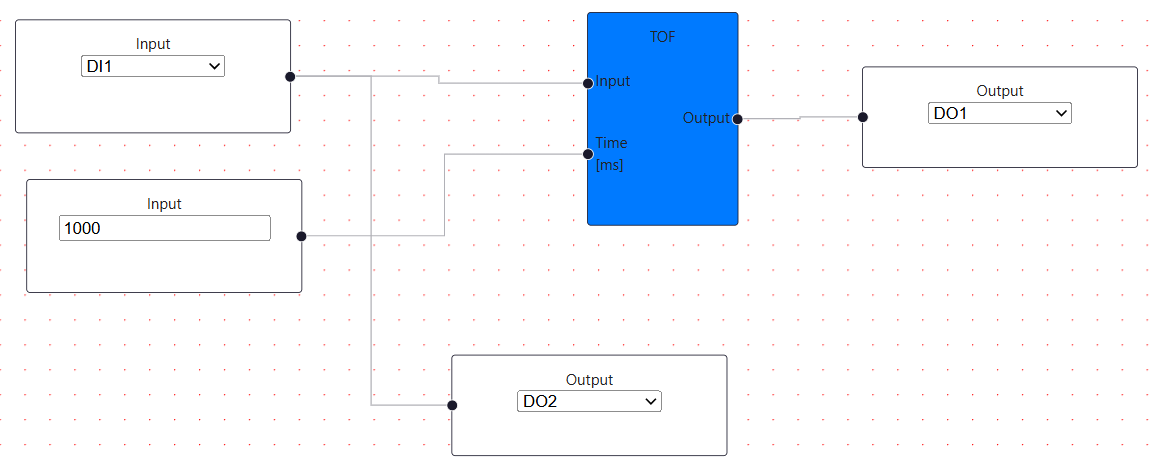 Input
DI1
Input
1000
TOF
Input
Output
Time
[ms]
Output
DO1
Output
DO2